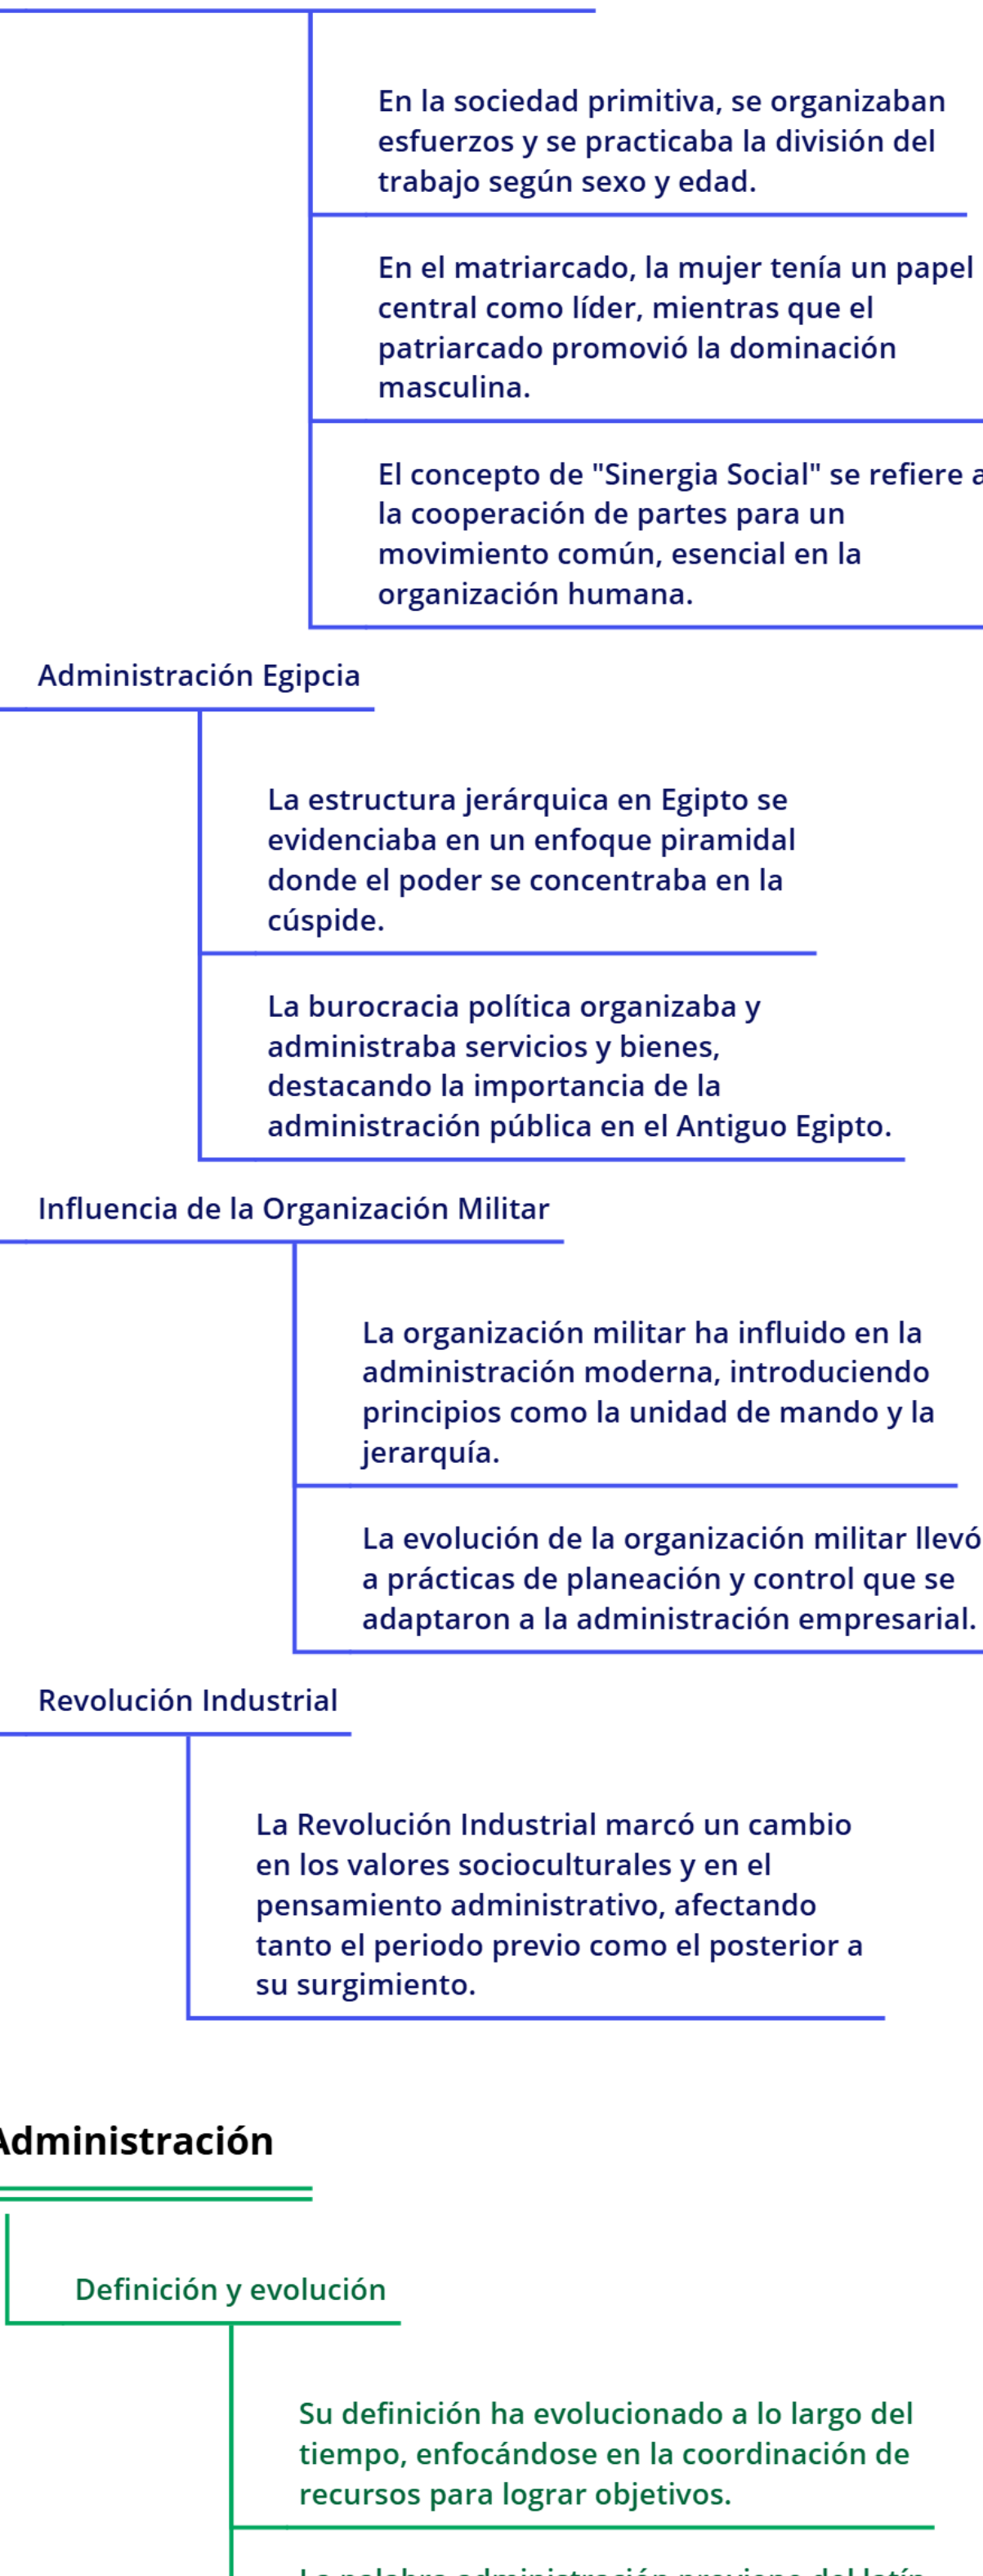 En la sociedad primitiva, se organizaban
esfuerzos y se practicaba la división del
trabajo según sexo y edad.
En el matriarcado, la mujer tenía un papel
central como líder, mientras que el
patriarcado promovió la dominación
masculina.
El concepto de "Sinergia Social" se refiere a
la cooperación de partes para un
movimiento común, esencial en la
organización humana.
Administración Egipcia
La estructura jerárquica en Egipto se
evidenciaba en un enfoque piramidal
donde el poder se concentraba en la
cúspide.
La burocracia política organizaba y
administraba servicios y bienes,
destacando la importancia de la
administración pública en el Antiguo Egipto.
Influencia de la Organización Militar
La organización militar ha influido en la
administración moderna, introduciendo
principios como la unidad de mando y la
jerarquía.
La evolución de la organización militar llevó
a prácticas de planeación y control que se
adaptaron a la administración empresarial.
Revolución Industrial
La Revolución Industrial marcó un cambio
en los valores socioculturales y en el
pensamiento administrativo, afectando
tanto el periodo previo como el posterior a
su surgimiento.
Administración
Definición y evolución
Su definición ha evolucionado a lo largo del
tiempo, enfocándose en la coordinación de
recursos para lograr objetivos.
La palabra administración proviene del latín